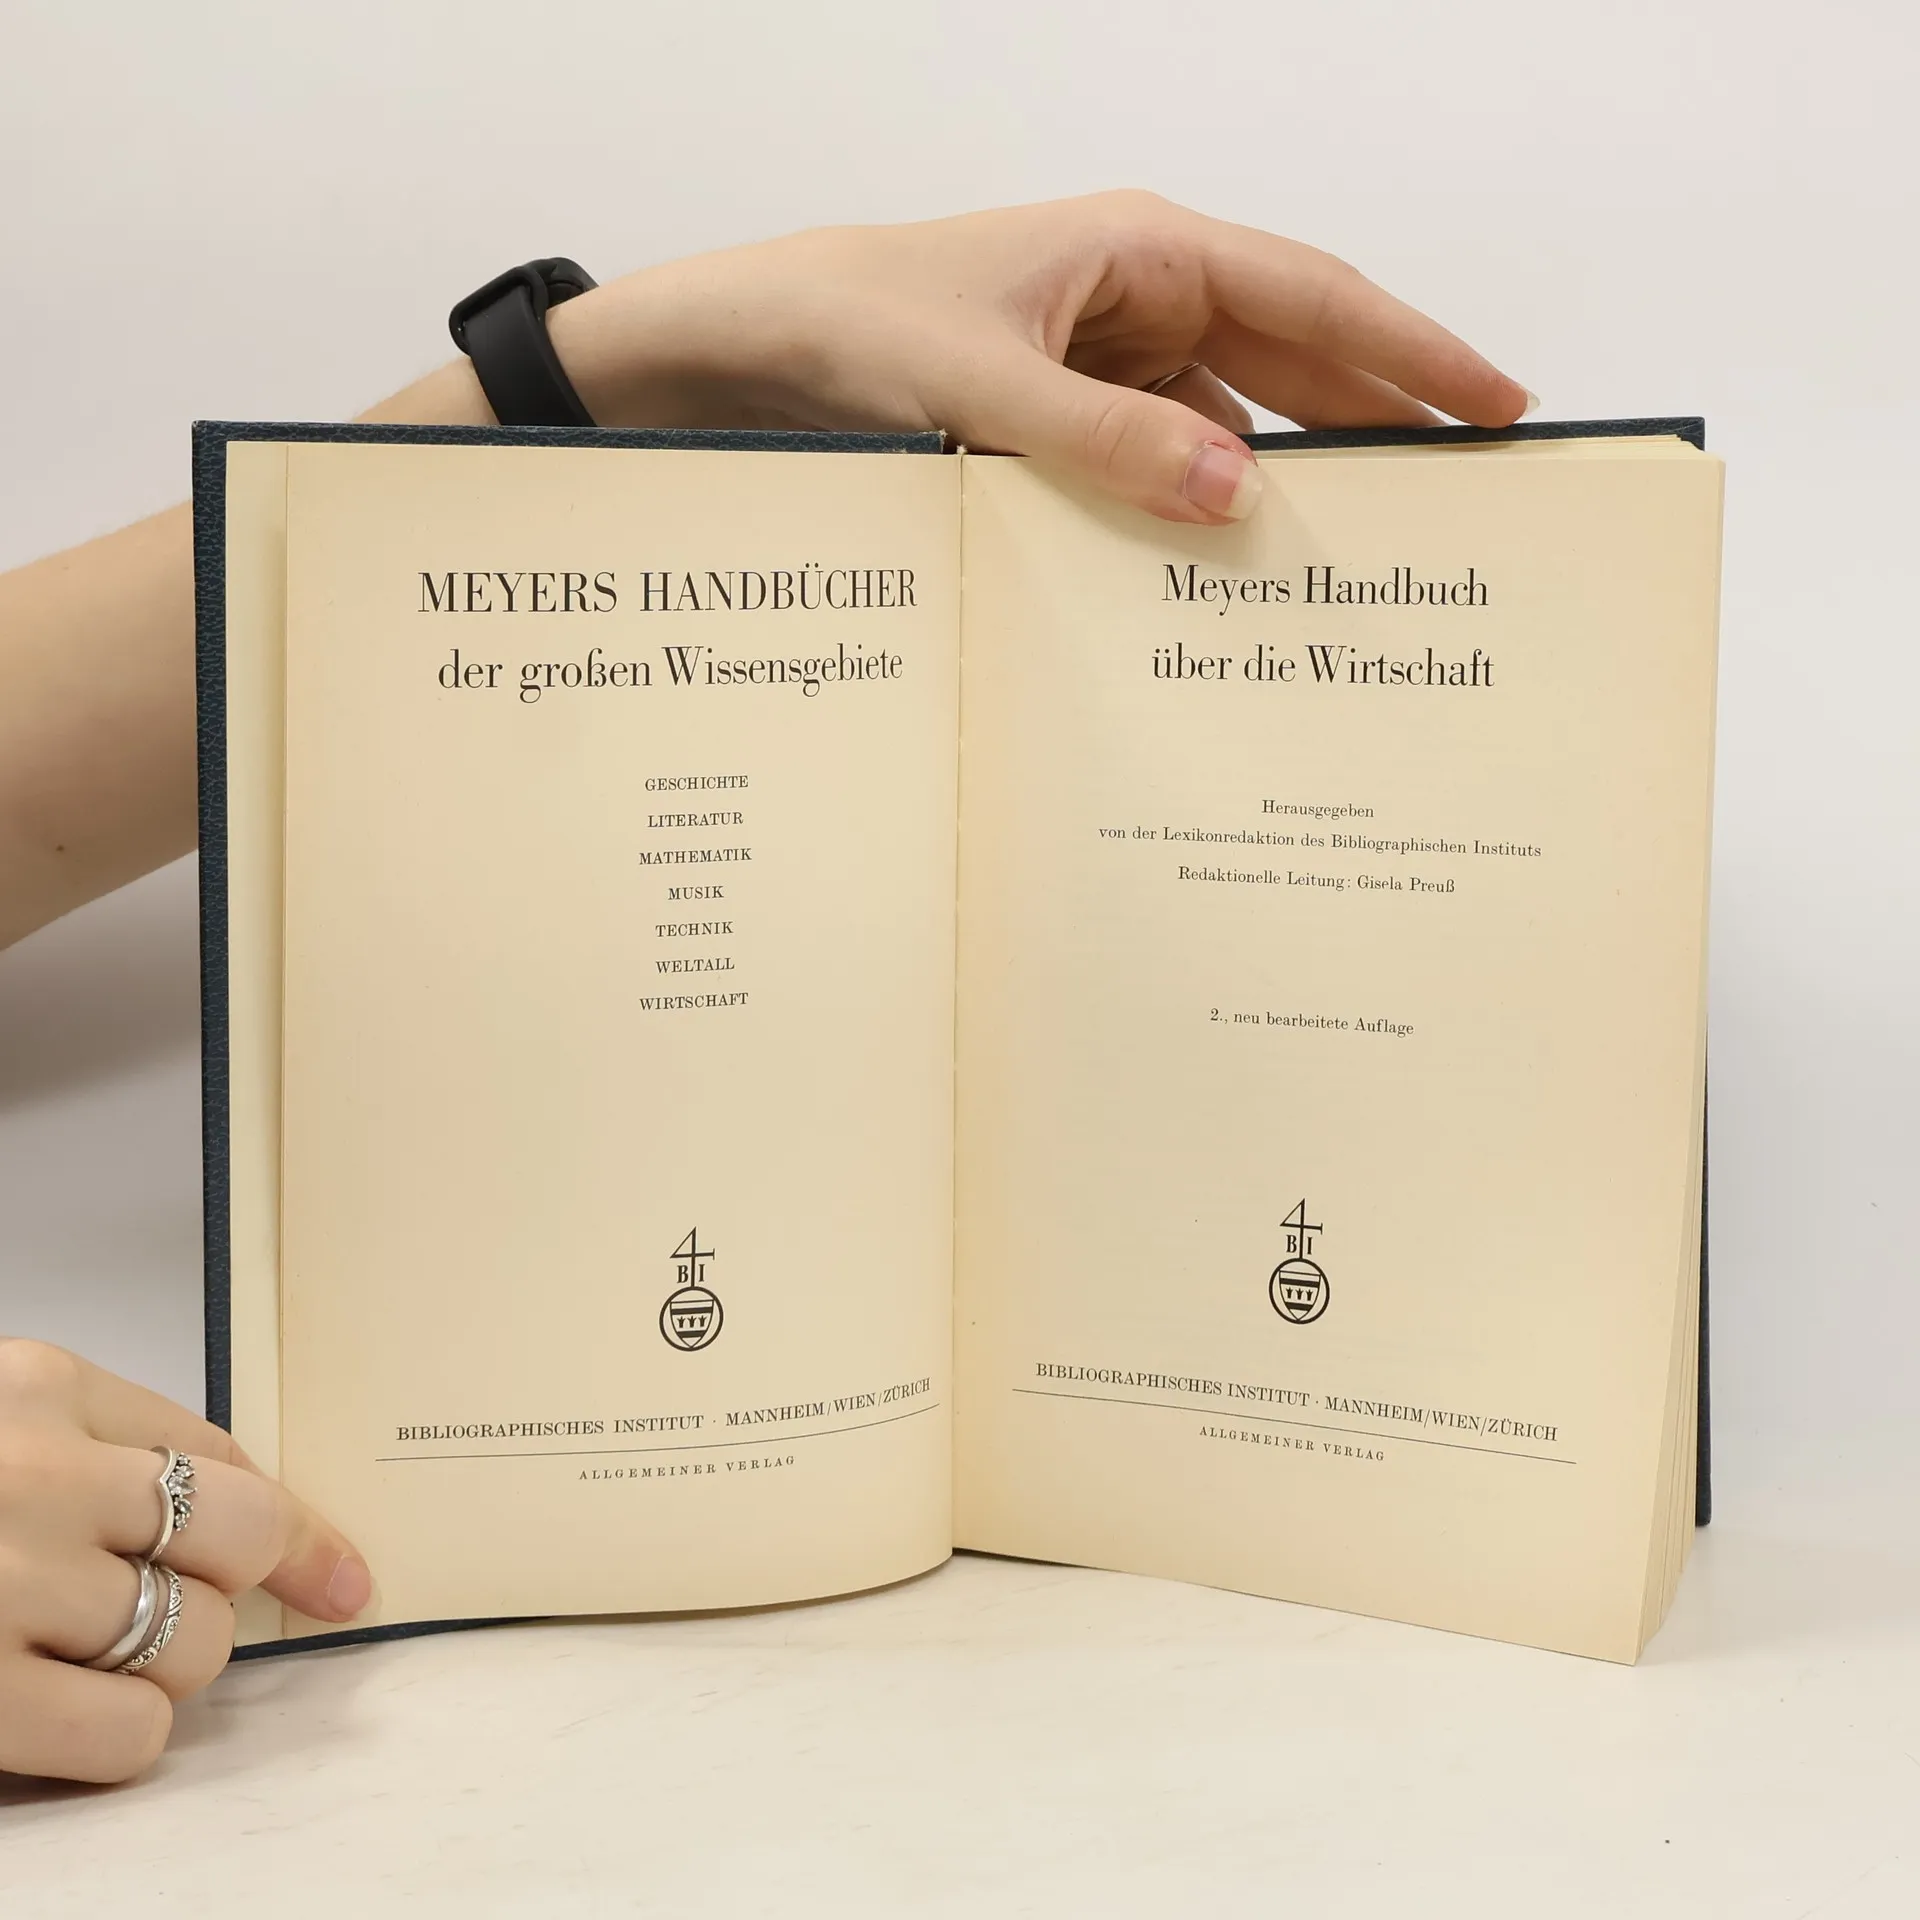 MEYERS HANDBÜCHER
der großen Wissensgebiete
GESCHICHTE
LITERATUR
MATHEMATIK
MUSIK
TECHNIK
WELTALL
WIRTSCHAFT
B I
BIBLIOGRAPHISCHES INSTITUT · MANNHEIM/WIEN/ZÜRICH
ALLGEMEINER VERLAG
Meyers Handbuch
über die Wirtschaft
Herausgegeben
von der Lexikonredaktion des Bibliographischen Instituts
Redaktionelle Leitung: Gisela Preuß
2., neu bearbeitete Auflage
B I
BIBLIOGRAPHISCHES INSTITUT · MANNHEIM/WIEN/ZÜRICH
ALLGEMEINER VERLAG